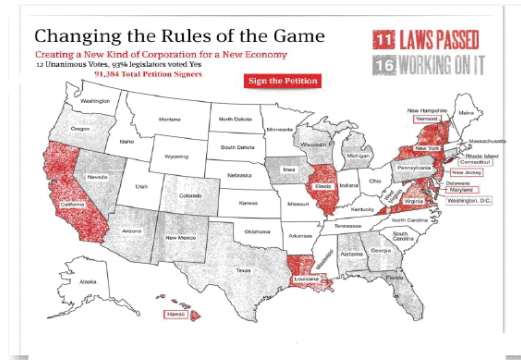 Changing the Rules of the Game
Creating a New Kind of Corporation for a New Economy
12 Unanimous Votes, 93% legislators voted Yes
91,384 Total Petition Signers
Sign the Petition
11 LAWS PASSED
16 WORKING ON IT
Washington
Oregon
California
Nevada
Idaho
Montana
Wyoming
Utah
Arizona
Colorado
New Mexico
North Dakota
South Dakota
Nebraska
Kansas
Oklahoma
Texas
Minnesota
Iowa
Missouri
Arkansas
Louisiana
Wisconsin
Illinois
Michigan
Indiana
Ohio
Kentucky
Tennessee
Mississippi
Alabama
Georgia
Florida
South
Carolina
North Carolina
Virginia
West
Virginia
Pennsylvania
New York
New Hampshire
Vermont
Maine
Massachusetts
Rhode Island
Connecticut
New Jersey
Delaware
Maryland
Washington, D.C.
Alaska
Hawaii